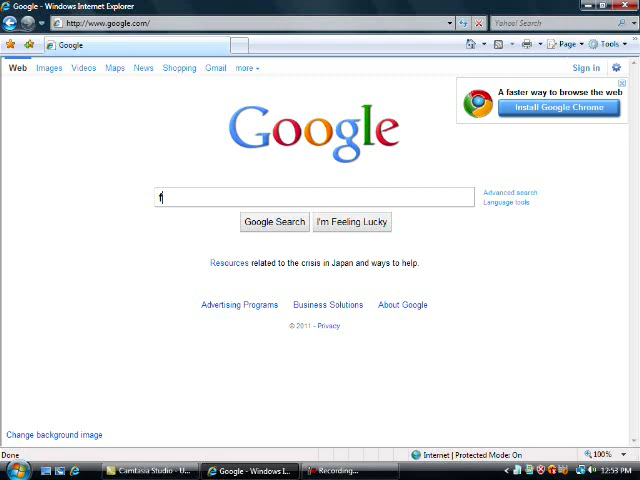 Google - Windows Internet Explorer
http://www.google.com/
Yahoo! Search
Google
Page
Tools
Web Images Videos Maps News Shopping Gmail more
Sign in
A faster way to browse the web
Install Google Chrome
Google
f
Advanced search
Language tools
Google Search I'm Feeling Lucky
Resources related to the crisis in Japan and ways to help.
Advertising Programs Business Solutions About Google
© 2011 - Privacy
Change background image
Done
Internet | Protected Mode: On
100%
Camtasia Studio - U...
Google - Windows I...
Recording...
12:53 PM